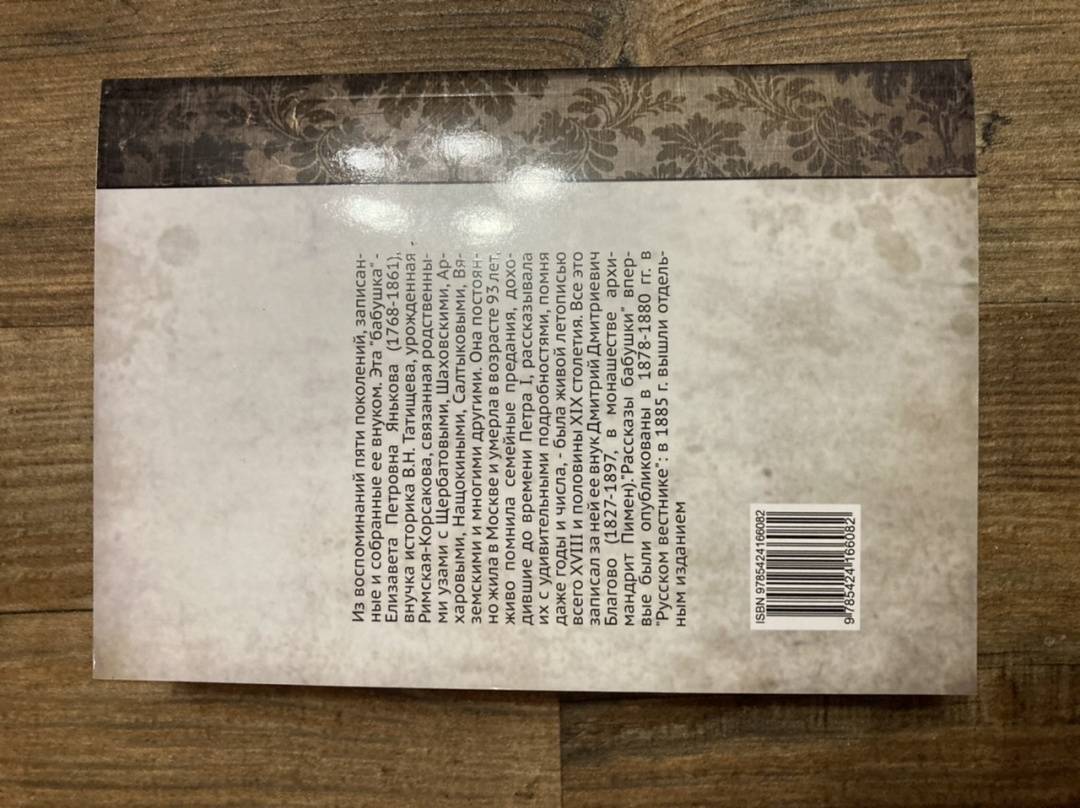 Из воспоминаний пяти поколений, записан-
ные и собранные ее внуком. Эта "бабушка" -
Елизавета Петровна Янькова (1768-1861),
внучка историка В.Н. Татищева, урожденная -
Римская-Корсакова, связанная родственны-
ми узами с Щербатовыми, Шаховскими, Ар-
харовыми, Нащокиными, Салтыковыми, Вя-
земскими и многими другими. Она постоян-
но жила в Москве и умерла в возрасте 93 лет,
живо помнила семейные предания, дохо-
дившие до времени Петра I, рассказывала
их с удивительными подробностями, помня
даже годы и числа, - была живой летописью
всего XVIII и половины XIX столетия. Все это
записал за ней ее внук Дмитрий Дмитриевич
Благово (1827-1897, в монашестве архи-
мандрит Пимен)."Рассказы бабушки" впер-
вые были опубликованы в 1878-1880 гг. в
"Русском вестнике": в 1885 г. вышли отдель-
ным изданием
ISBN 9785424166082
9 785424 166082